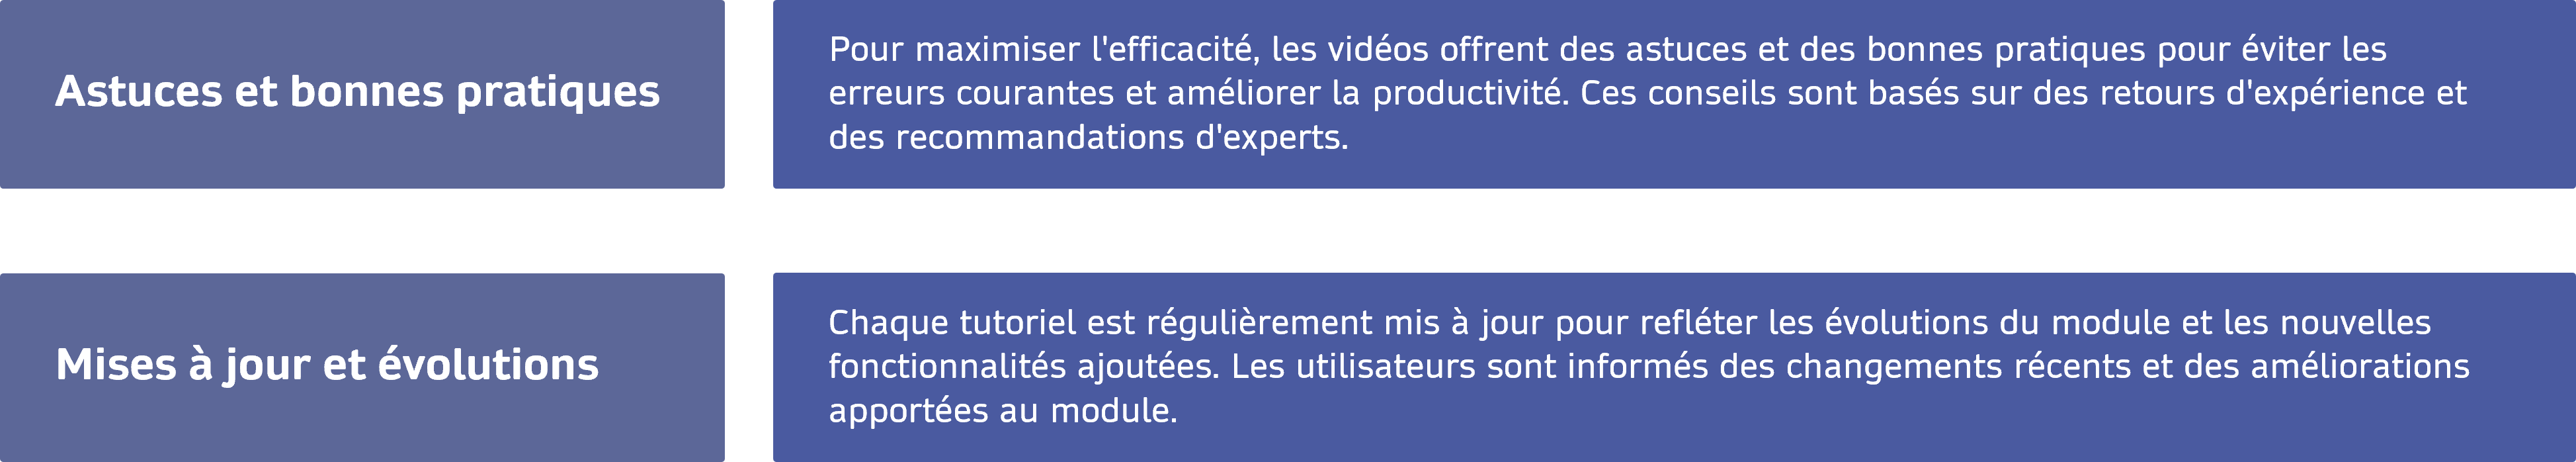 Astuces et bonnes pratiques
Pour maximiser l'efficacité, les vidéos offrent des astuces et des bonnes pratiques pour éviter les
erreurs courantes et améliorer la productivité. Ces conseils sont basés sur des retours d'expérience et
des recommandations d'experts.
Mises à jour et évolutions
Chaque tutoriel est régulièrement mis à jour pour refléter les évolutions du module et les nouvelles
fonctionnalités ajoutées. Les utilisateurs sont informés des changements récents et des améliorations
apportées au module.